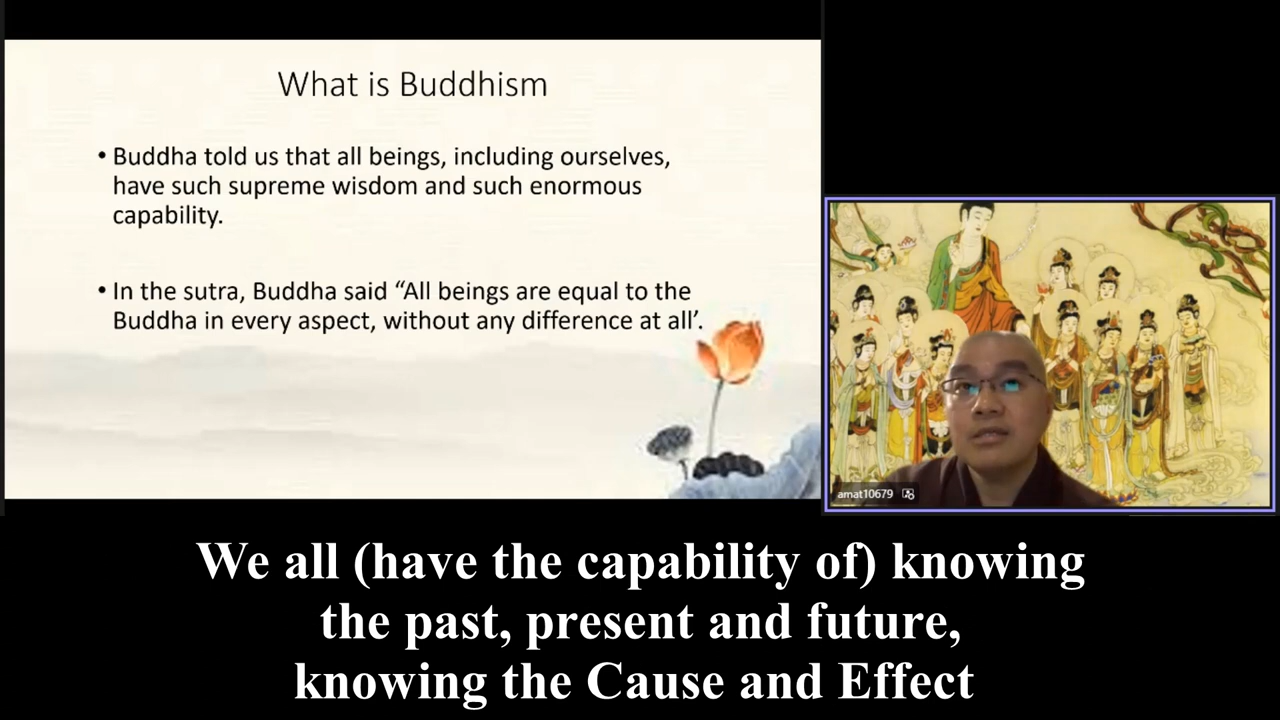 What is Buddhism
• Buddha told us that all beings, including ourselves,
have such supreme wisdom and such enormous
capability.
• In the sutra, Buddha said “All beings are equal to the
Buddha in every aspect, without any difference at all’.
amat10679
We all (have the capability of) knowing
the past, present and future,
knowing the Cause and Effect